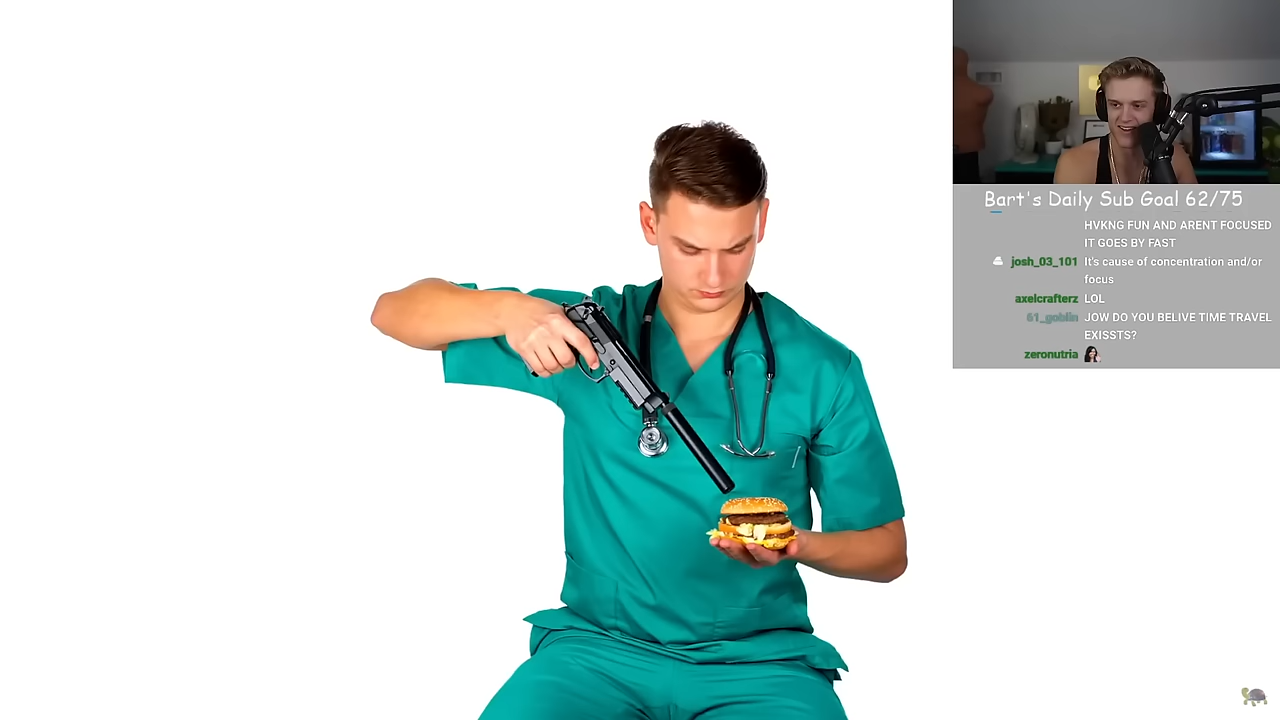 Bart's Daily Sub Goal 62/75
HVKNG FUN AND ARENT FOCUSED
IT GOES BY FAST
josh_03_101 It's cause of concentration and/or
focus
axelcrafterz LOL
61_goblin JOW DO YOU BELIVE TIME TRAVEL
EXISSTS?
zeronutria